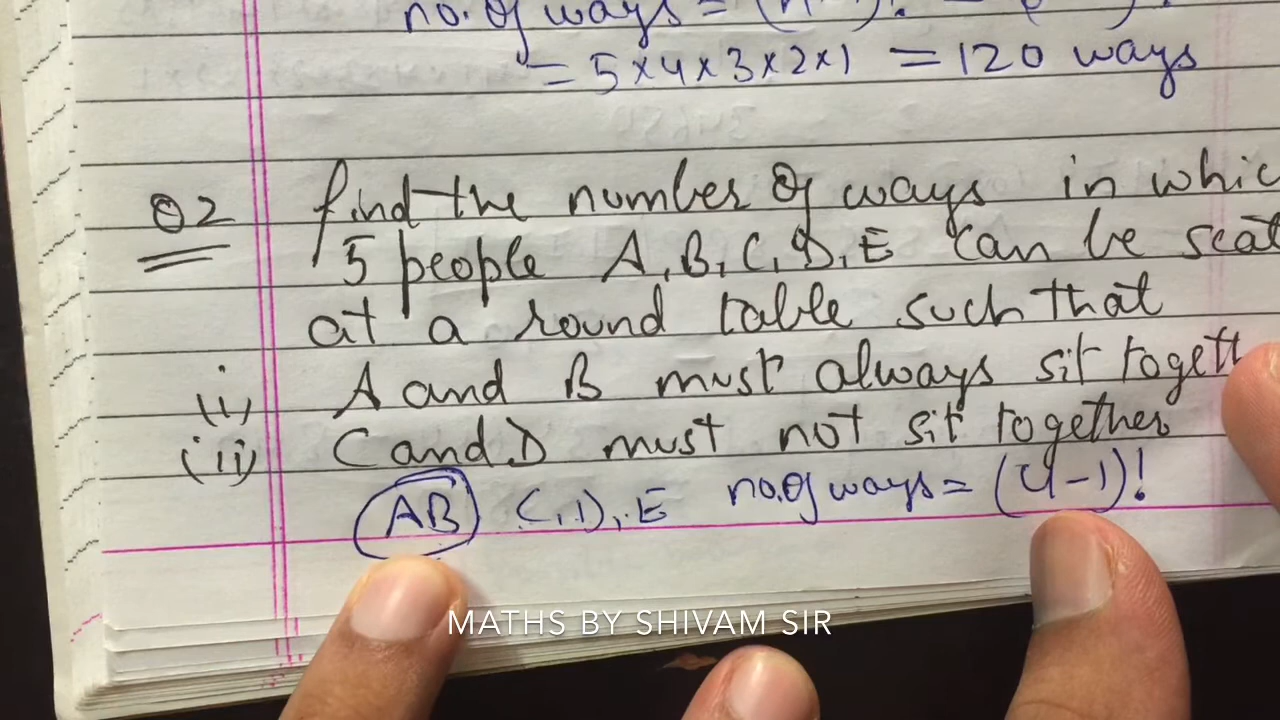 no. of ways =
= 5×4×3×2×1 = 120 ways
Q2 find the number of ways in whic
5 people A, B, C, D, E can be seat
at a round table such that
(i) A and B must always sit togeth
(ii) C and D must not sit together
AB C, D, E no. of ways = (4-1)!
MATHS BY SHIVAM SIR